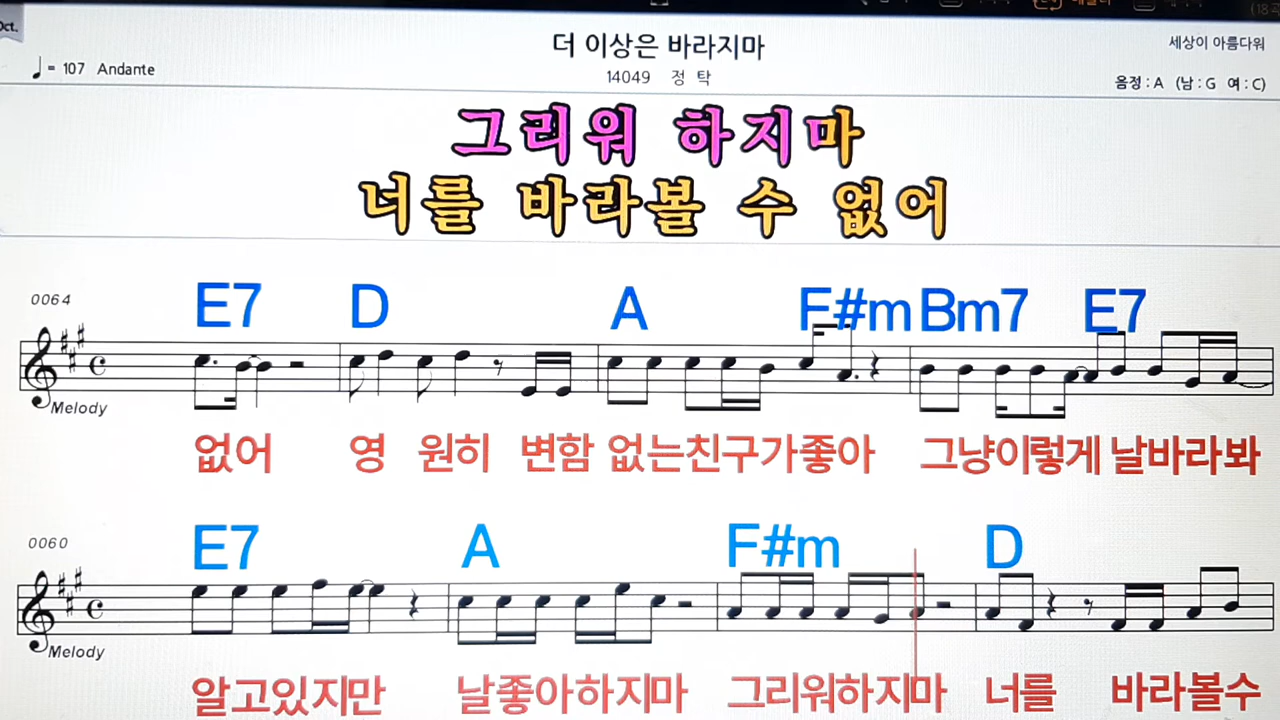 Oct.
더 이상은 바라지마
세상이 아름다워
= 107 Andante
14049 정 탁
음정 : A (남 : G 여 : C)
그리워 하지마
너를 바라볼 수 없어
0064
E7 D A F#m Bm7 E7
Melody
없어 영 원히 변함 없는친구가좋아 그냥이렇게 날바라봐
0060
E7 A F#m D
Melody
알고있지만 날좋아하지마 그리워하지마 너를 바라볼수